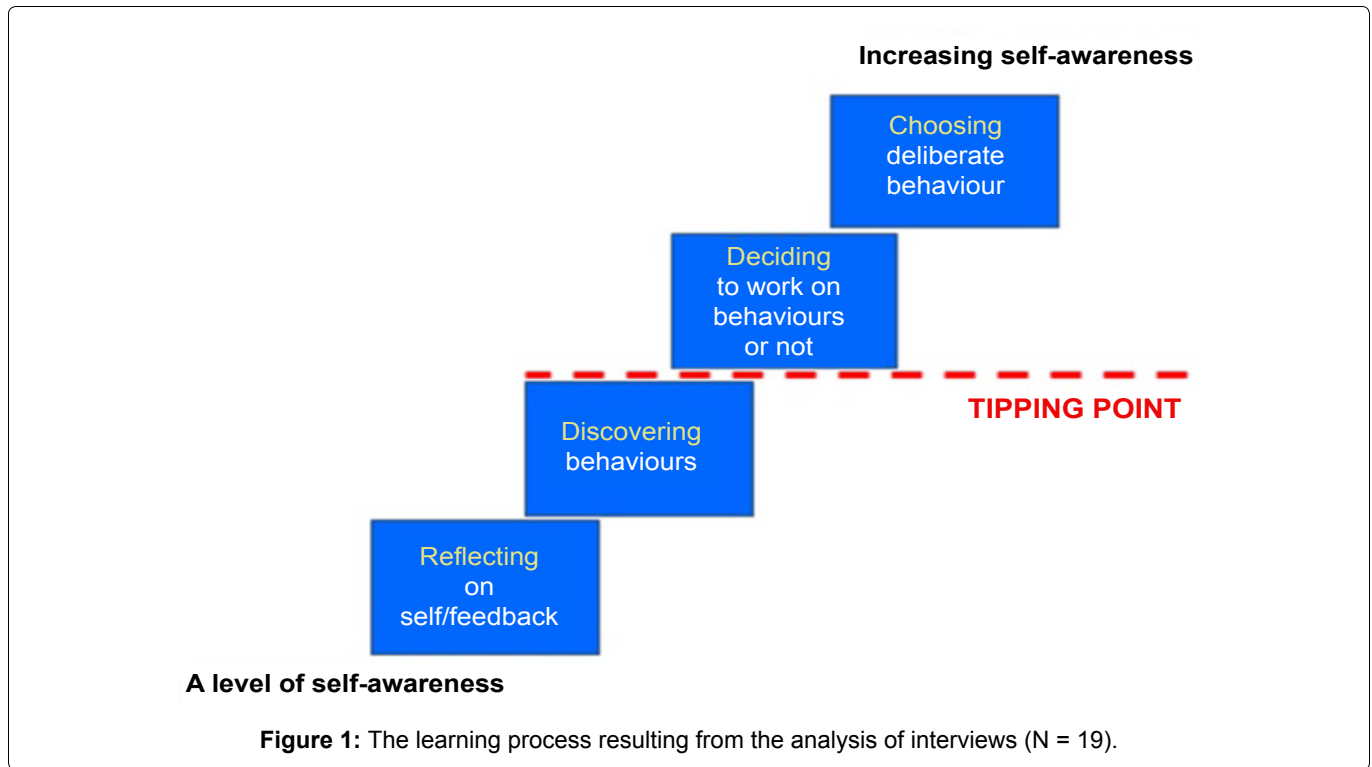 Increasing self-awareness
Choosing
deliberate
behaviour
Deciding
to work on
behaviours
or not
TIPPING POINT
Discovering
behaviours
Reflecting
on
self/feedback
A level of self-awareness
Figure 1: The learning process resulting from the analysis of interviews (N = 19).